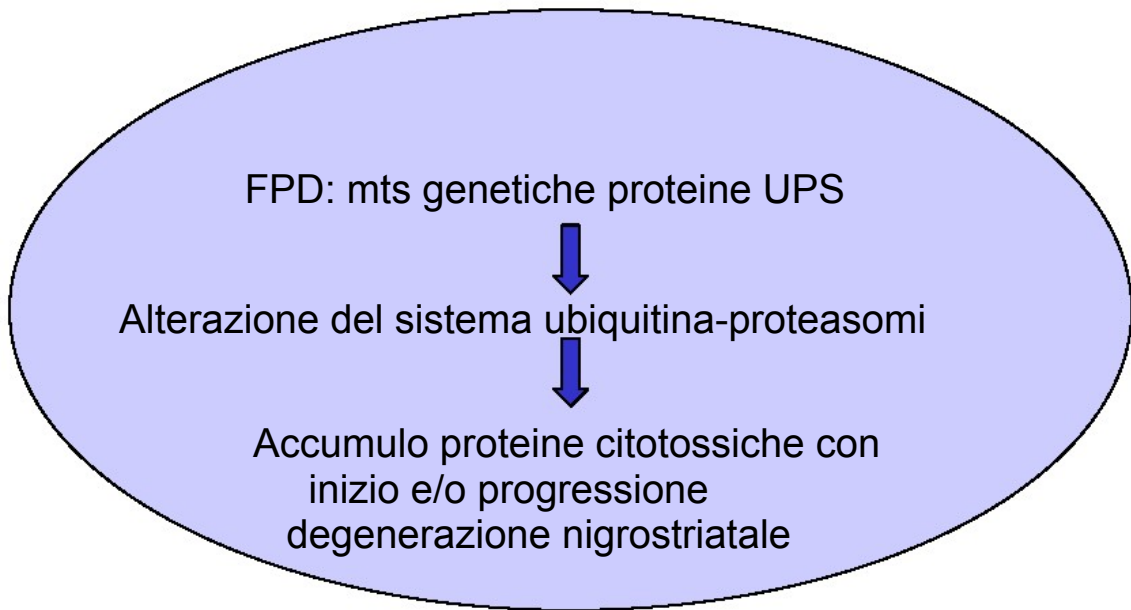 FPD: mts genetiche proteine UPS
Alterazione del sistema ubiquitina-proteasomi
Accumulo proteine citotossiche con
inizio e/o progressione
degenerazione nigrostriatale